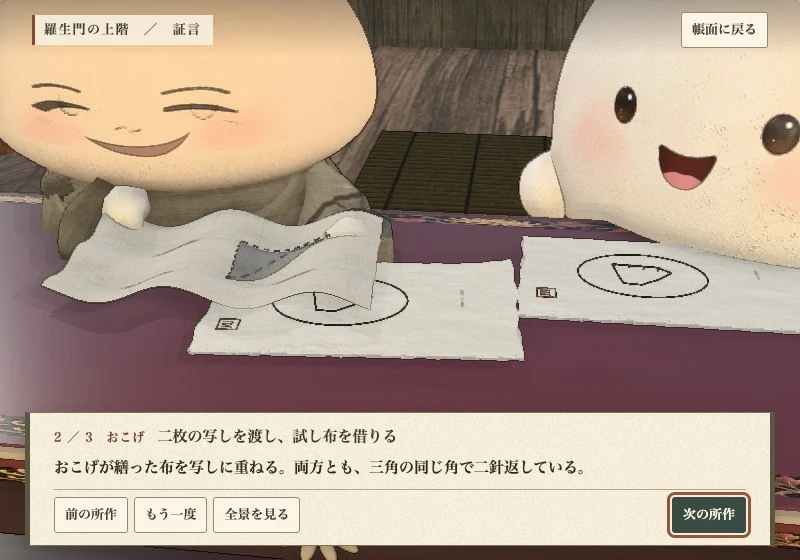 羅生門の上階 ／ 証言
帳面に戻る
2 ／ 3 おこげ 二枚の写しを渡し、試し布を借りる
おこげが繕った布を写しに重ねる。両方とも、三角の同じ角で二針返している。
前の所作
もう一度
全景を見る
次の所作